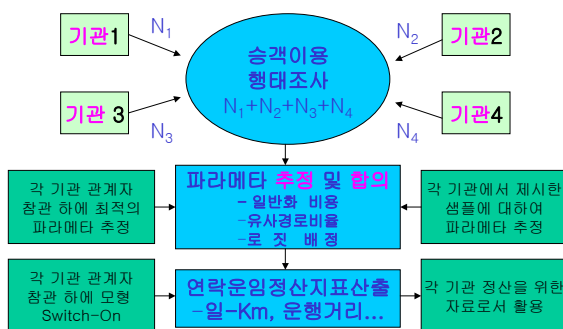 기관1
N1
승객이용
행태조사
N1+N2+N3+N4
N2
기관2
기관 3
N3
N4
기관4
각 기관 관계자
참관 하에 최적의
파라메타 추정
파라메타 추정 및 합의
- 일반화 비용
-유사경로비율
-로 짓 배정
각 기관에서 제시한
샘플에 대하여
파라메타 추정
각 기관 관계자
참관 하에 모형
Switch-On
연락운임정산지표산출
-일-Km, 운행거리...
각 기관 정산을 위한
자료로서 활용